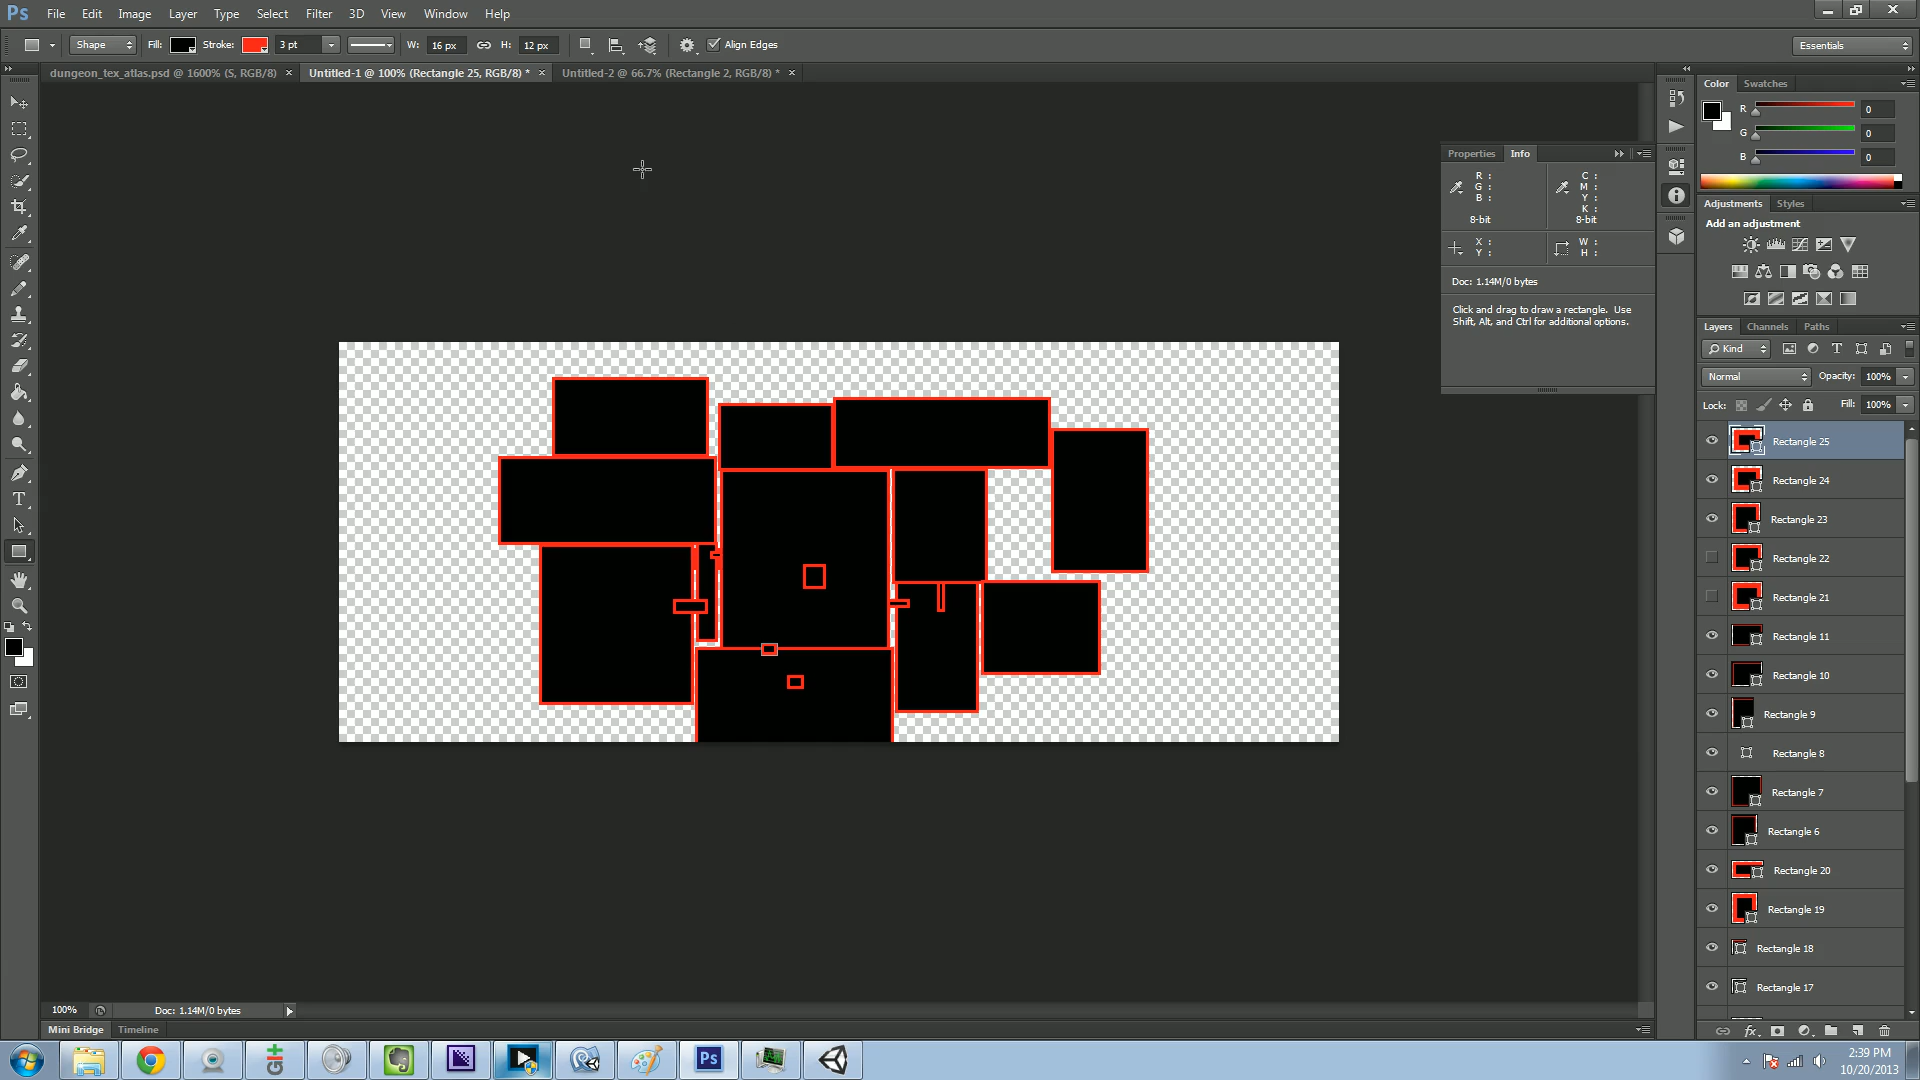 Ps File Edit Image Layer Type Select Filter 3D View Window Help
Shape Fill: Stroke: 3 pt W: 16 px H: 12 px Align Edges Essentials
dungeon_tex_atlas.psd @ 1600% (S, RGB/8) × Untitled-1 @ 100% (Rectangle 25, RGB/8) * × Untitled-2 @ 66.7% (Rectangle 2, RGB/8) * ×
Color Swatches
R 0
G 0
B 0
Properties Info
R : C :
G : M :
B : Y :
K :
8-bit 8-bit
X : W :
Y : H :
Doc: 1.14M/0 bytes
Click and drag to draw a rectangle. Use
Shift, Alt, and Ctrl for additional options.
Adjustments Styles
Add an adjustment
Layers Channels Paths
Kind
Normal Opacity: 100%
Lock: Fill: 100%
Rectangle 25
Rectangle 24
Rectangle 23
Rectangle 22
Rectangle 21
Rectangle 11
Rectangle 10
Rectangle 9
Rectangle 8
Rectangle 7
Rectangle 6
Rectangle 20
Rectangle 19
Rectangle 18
Rectangle 17
100% Doc: 1.14M/0 bytes
Mini Bridge Timeline
git
Ps
2:39 PM
10/20/2013